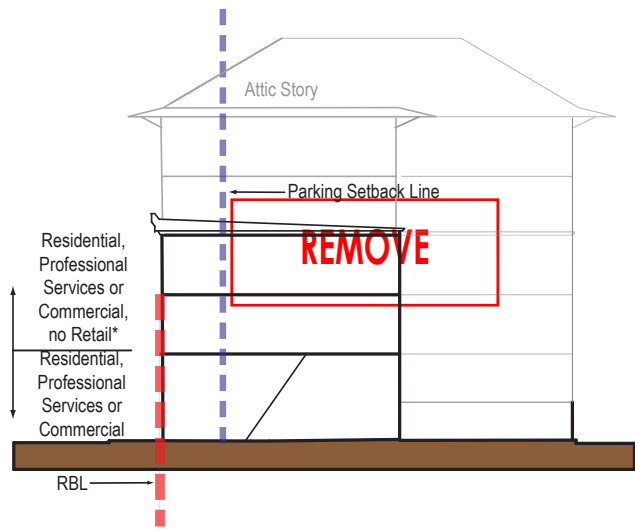 Attic Story
Parking Setback Line
REMOVE
Residential,
Professional
Services or
Commercial,
no Retail*
Residential,
Professional
Services or
Commercial
RBL